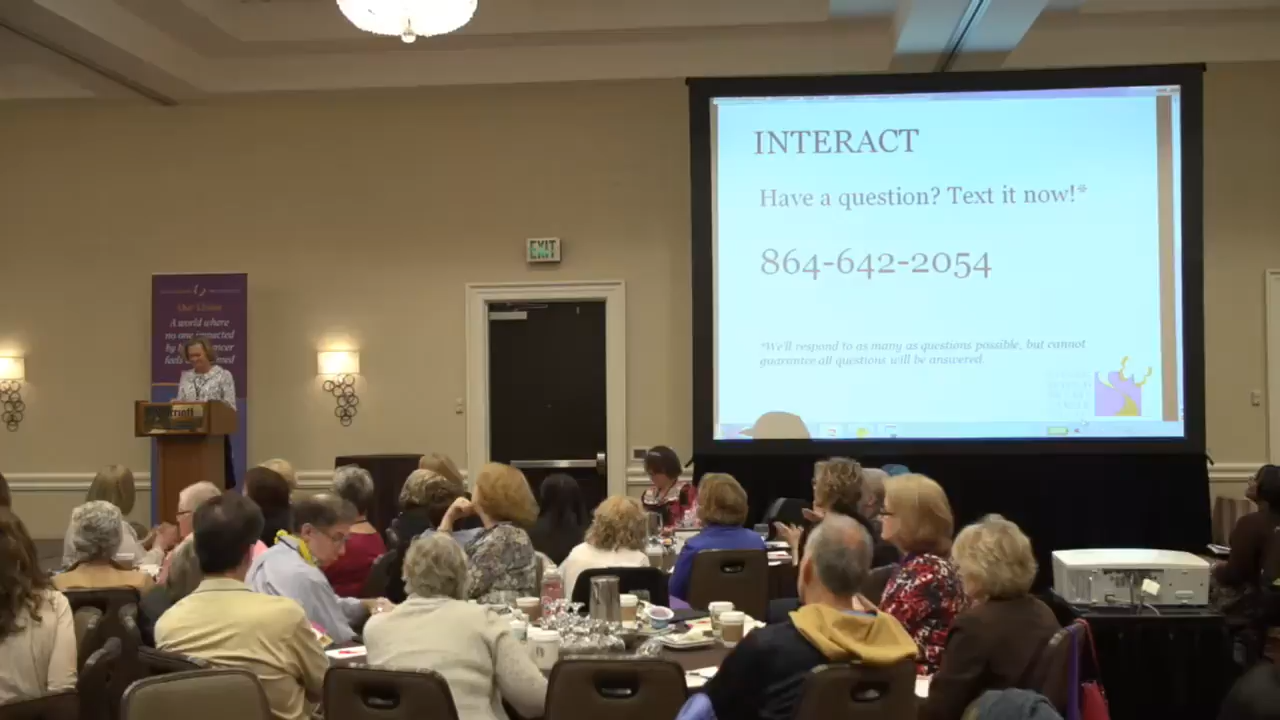 INTERACT
Have a question? Text it now!*
864-642-2054
*We'll respond to as many as questions possible, but cannot
guarantee all questions will be answered.
EXIT
Our Vision
A world where
no one impacted
by
feels